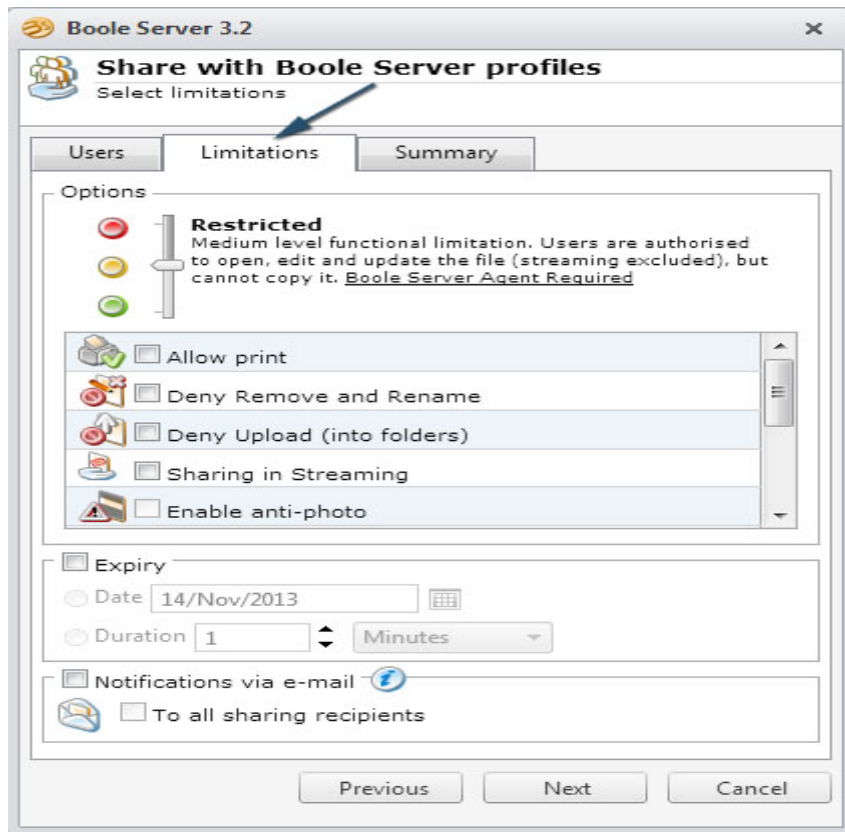 Boole Server 3.2
Share with Boole Server profiles
Select limitations
Users
Limitations
Summary
Options
Restricted
Medium level functional limitation. Users are authorised
to open, edit and update the file (streaming excluded), but
cannot copy it. Boole Server Agent Required
Allow print
Deny Remove and Rename
Deny Upload (into folders)
Sharing in Streaming
Enable anti-photo
Expiry
Date 14/Nov/2013
Duration 1 Minutes
Notifications via e-mail
To all sharing recipients
Previous
Next
Cancel